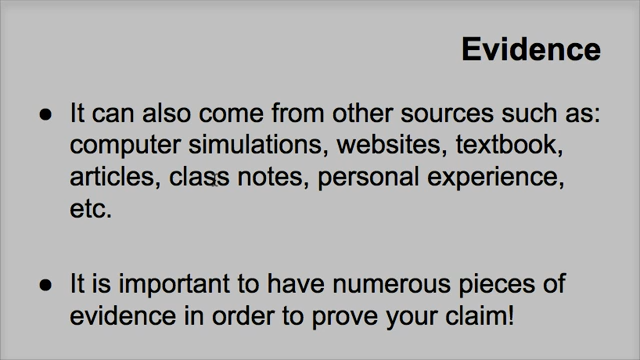 Evidence
● It can also come from other sources such as:
computer simulations, websites, textbook,
articles, class notes, personal experience,
etc.
● It is important to have numerous pieces of
evidence in order to prove your claim!